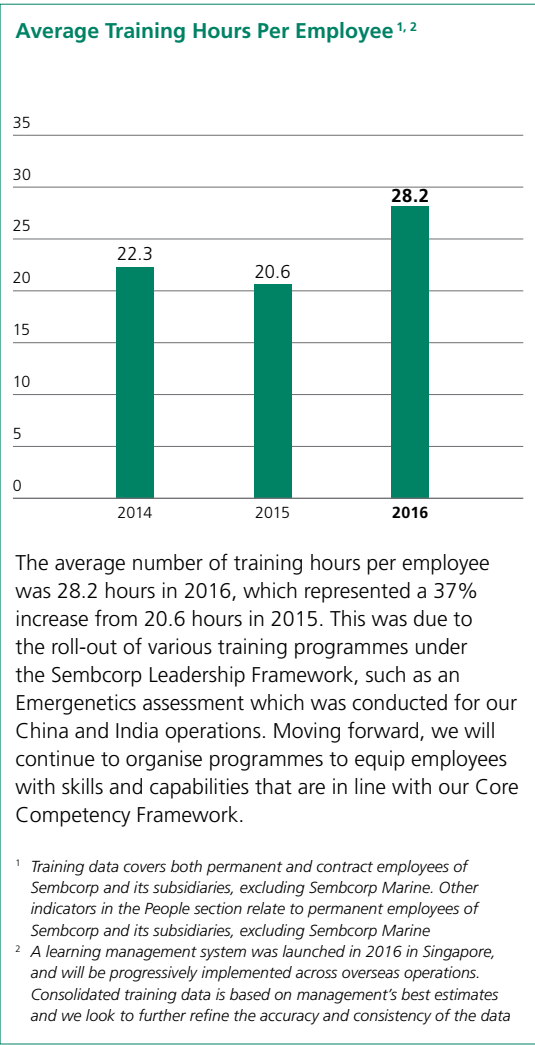 Average Training Hours Per Employee 1, 2
35
30
28.2
25
22.3
20.6
20
15
10
5
0
2014 2015 2016
The average number of training hours per employee
was 28.2 hours in 2016, which represented a 37%
increase from 20.6 hours in 2015. This was due to
the roll-out of various training programmes under
the Sembcorp Leadership Framework, such as an
Emergenetics assessment which was conducted for our
China and India operations. Moving forward, we will
continue to organise programmes to equip employees
with skills and capabilities that are in line with our Core
Competency Framework.
1 Training data covers both permanent and contract employees of
Sembcorp and its subsidiaries, excluding Sembcorp Marine. Other
indicators in the People section relate to permanent employees of
Sembcorp and its subsidiaries, excluding Sembcorp Marine
2 A learning management system was launched in 2016 in Singapore,
and will be progressively implemented across overseas operations.
Consolidated training data is based on management's best estimates
and we look to further refine the accuracy and consistency of the data